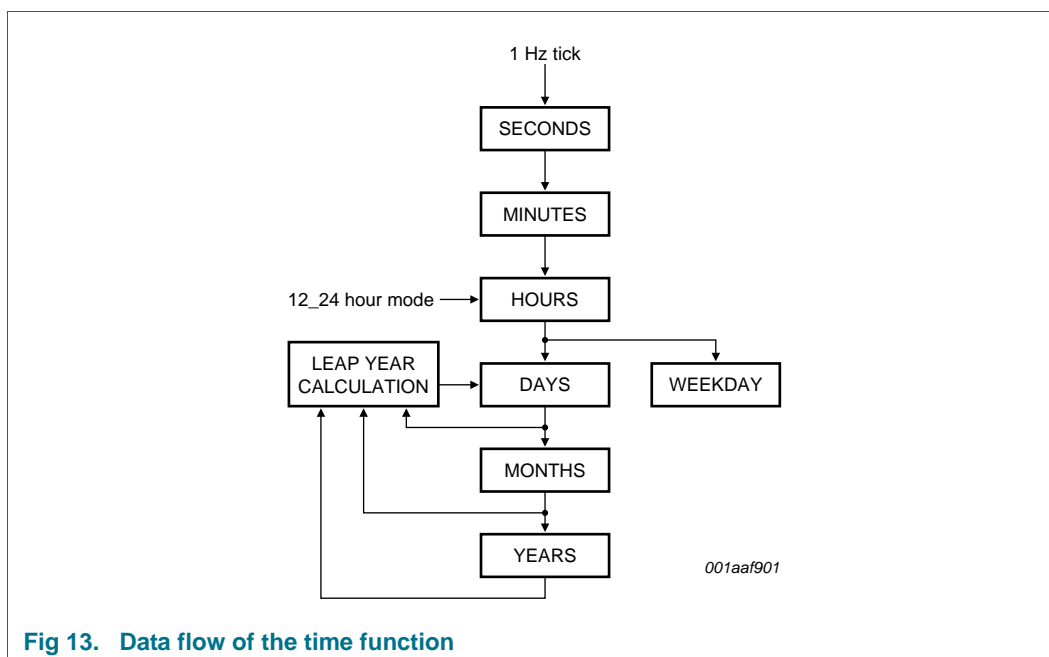 1 Hz tick
SECONDS
MINUTES
12_24 hour mode
HOURS
LEAP YEAR
CALCULATION
DAYS
WEEKDAY
MONTHS
YEARS
001aaf901
Fig 13. Data flow of the time function